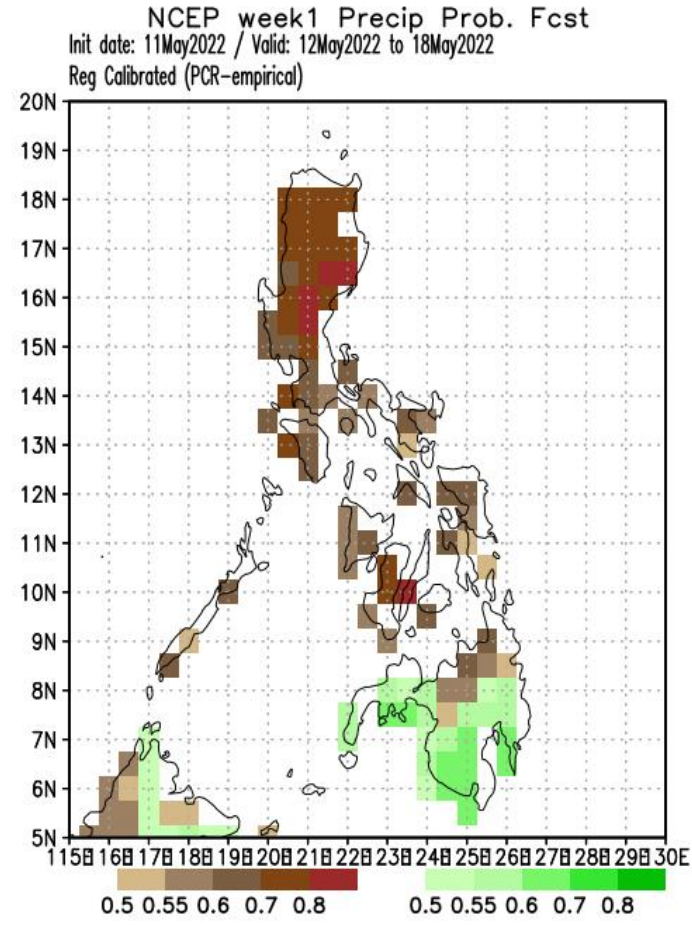 NCEP week1 Precip Prob. Fcst
Init date: 11May2022 / Valid: 12May2022 to 18May2022
Reg Calibrated (PCR-empirical)
20N
19N
18N
17N
16N
15N
14N
13N
12N
11N
10N
9N
8N
7N
6N
5N
115E 116E 117E 118E 119E 120E 121E 122E 123E 124E 125E 126E 127E 128E 129E 130E
0.5 0.55 0.6 0.7 0.8 0.5 0.55 0.6 0.7 0.8